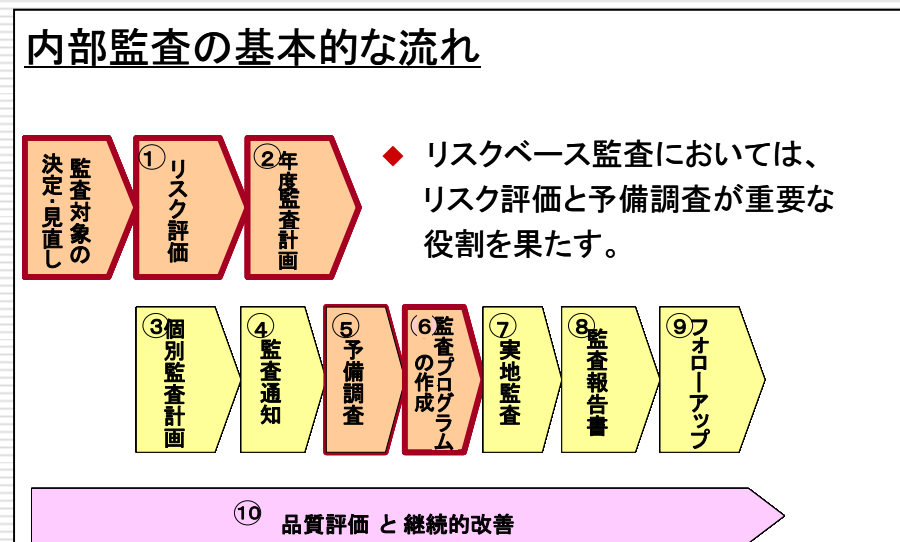 内部監査の基本的な流れ
監査対象の
決定・見直し
①
リスク評価
②
年度監査計画
◆ リスクベース監査においては、
リスク評価と予備調査が重要な
役割を果たす。
③
個別監査計画
④
監査通知
⑤
予備調査
⑥
監査プログラム
の作成
⑦
実地監査
⑧
監査報告書
⑨
フォローアップ
⑩
品質評価 と 継続的改善